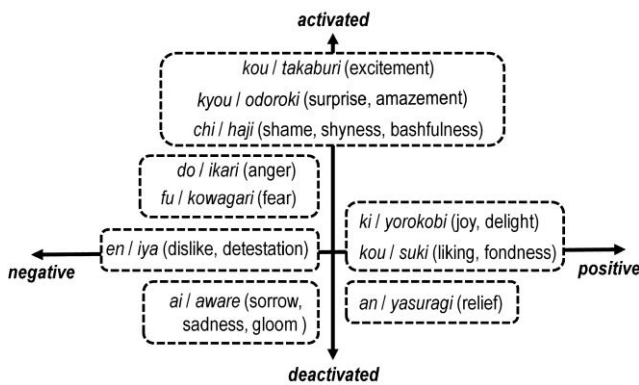 activated
kou / takaburi (excitement)
kyou / odoroki (surprise, amazement)
chi / haji (shame, shyness, bashfulness)
do / ikari (anger)
fu / kowagari (fear)
ki / yorokobi (joy, delight)
en / iya (dislike, detestation)
kou / suki (liking, fondness)
negative
positive
ai / aware (sorrow,
sadness, gloom )
an / yasuragi (relief)
deactivated